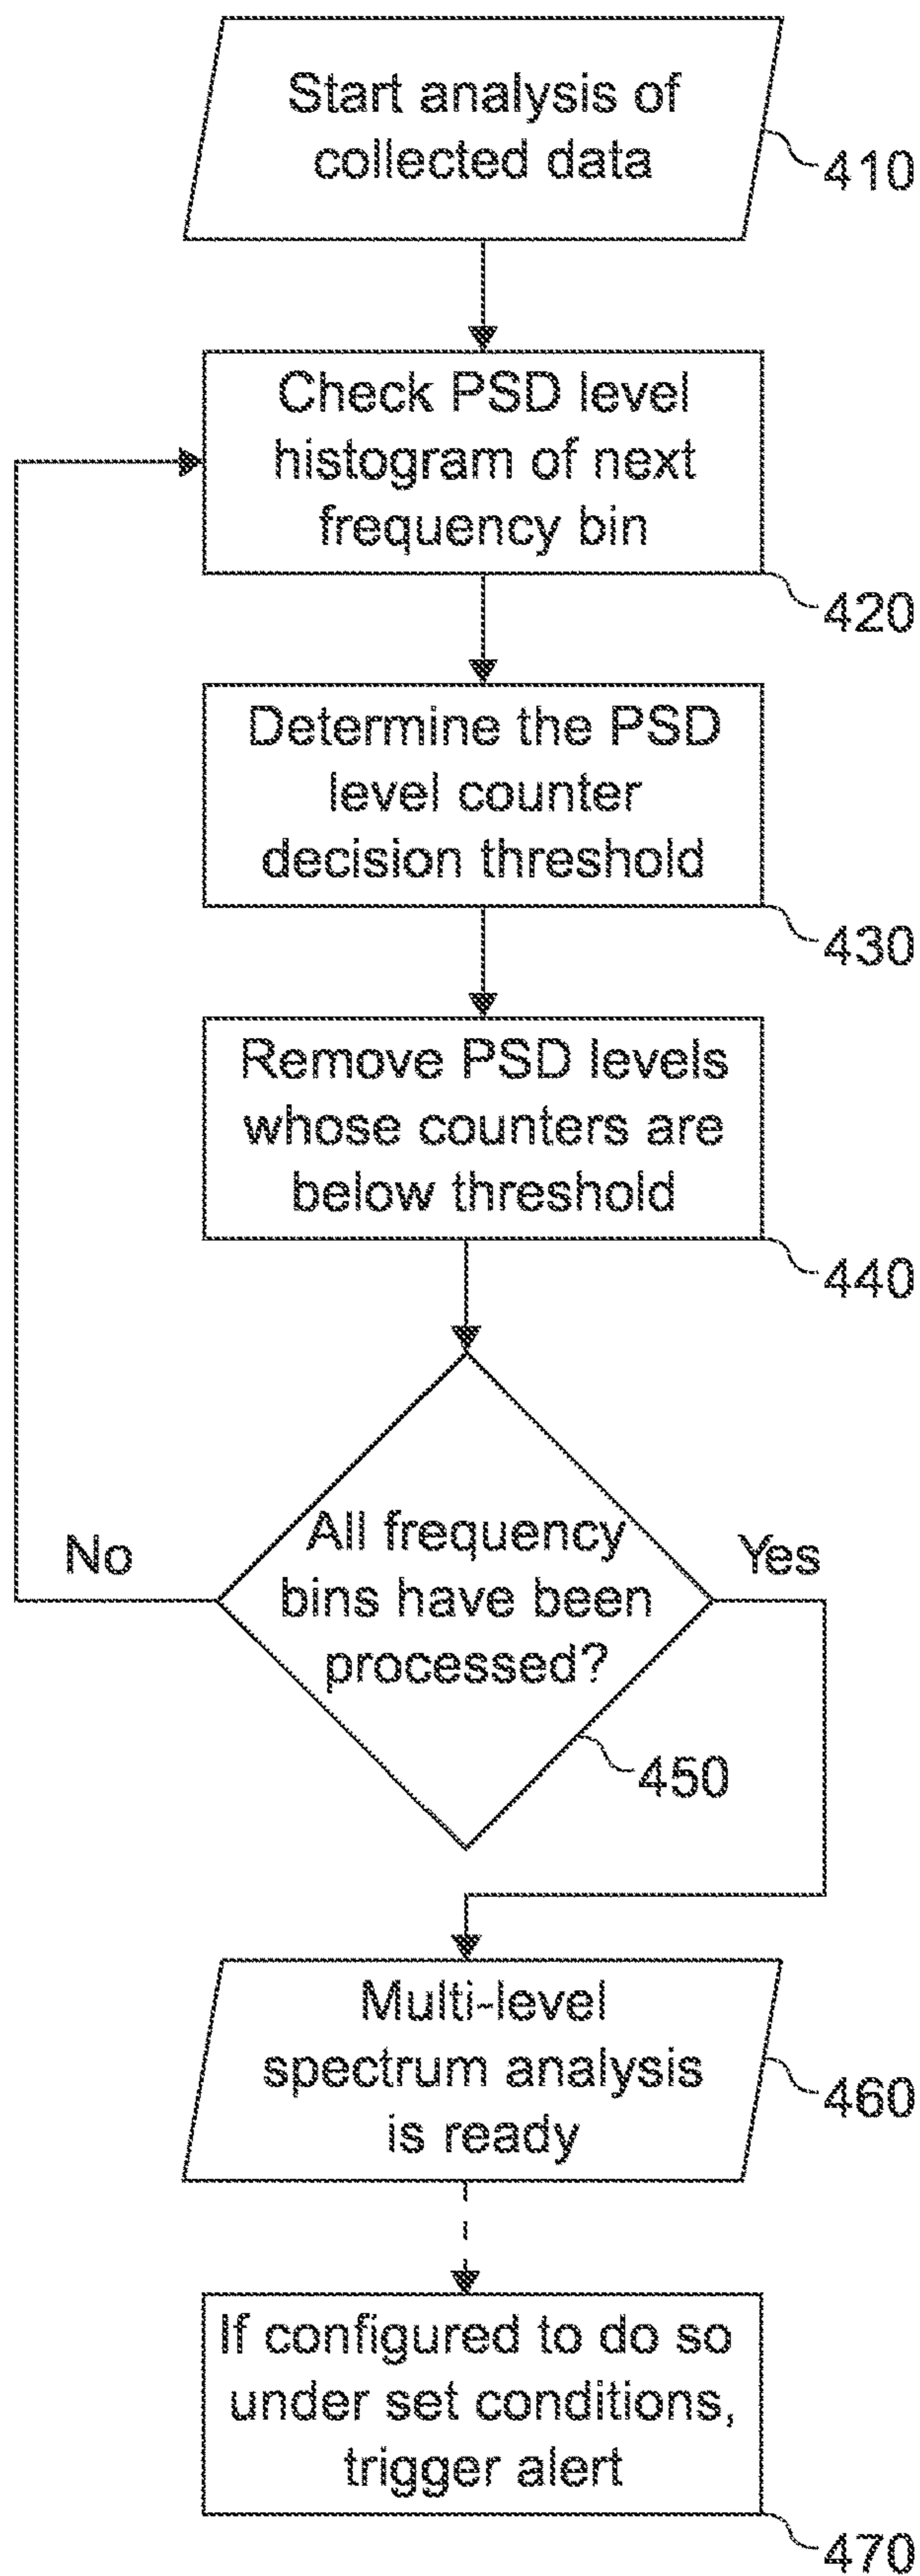 Start analysis of
collected data
410
Check PSD level
histogram of next
frequency bin
420
Determine the PSD
level counter
decision threshold
430
Remove PSD levels
whose counters are
below threshold
440
All frequency
bins have been
processed?
No
Yes
450
Multi-level
spectrum analysis
is ready
460
If configured to do so
under set conditions,
trigger alert
470